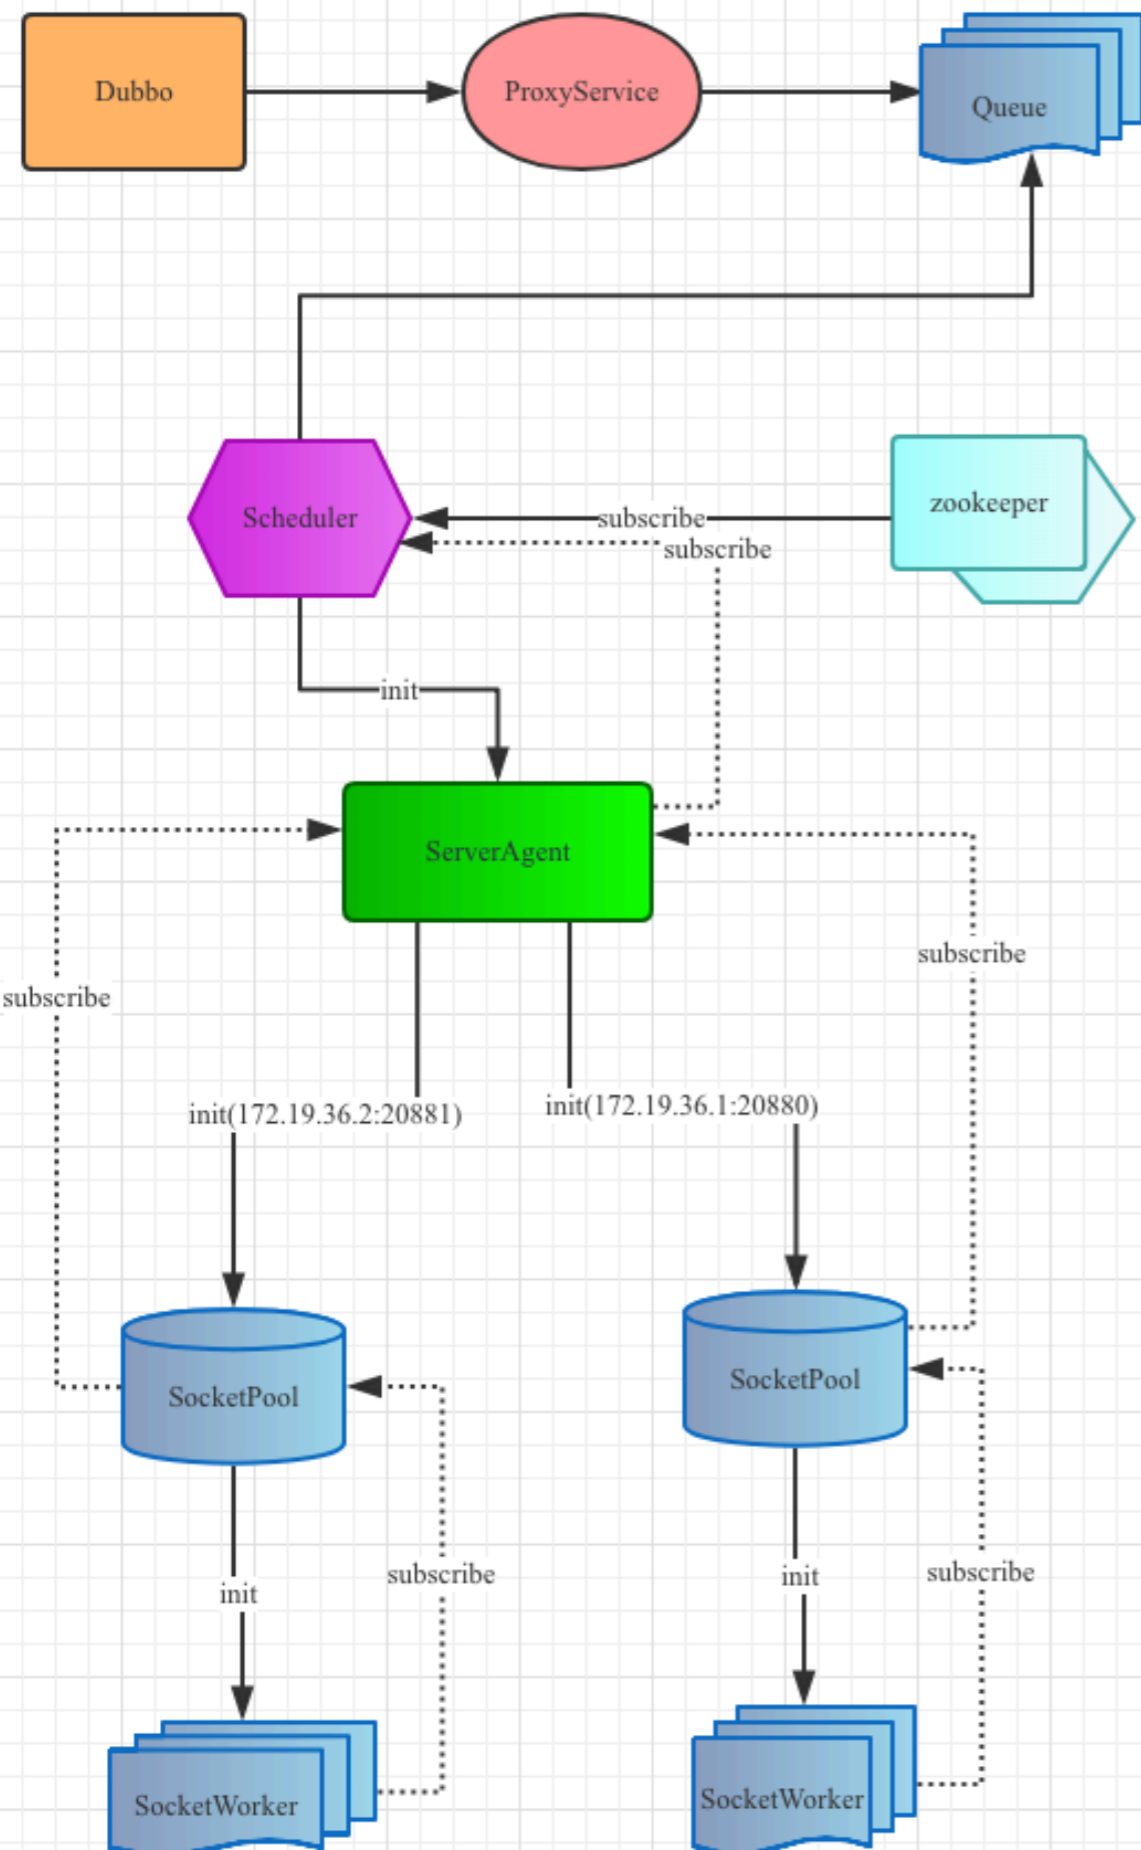 Dubbo
ProxyService
Queue
Scheduler
subscribe
zookeeper
subscribe
init
ServerAgent
subscribe
subscribe
init(172.19.36.2:20881)
init(172.19.36.1:20880)
SocketPool
SocketPool
init
subscribe
init
subscribe
SocketWorker
SocketWorker